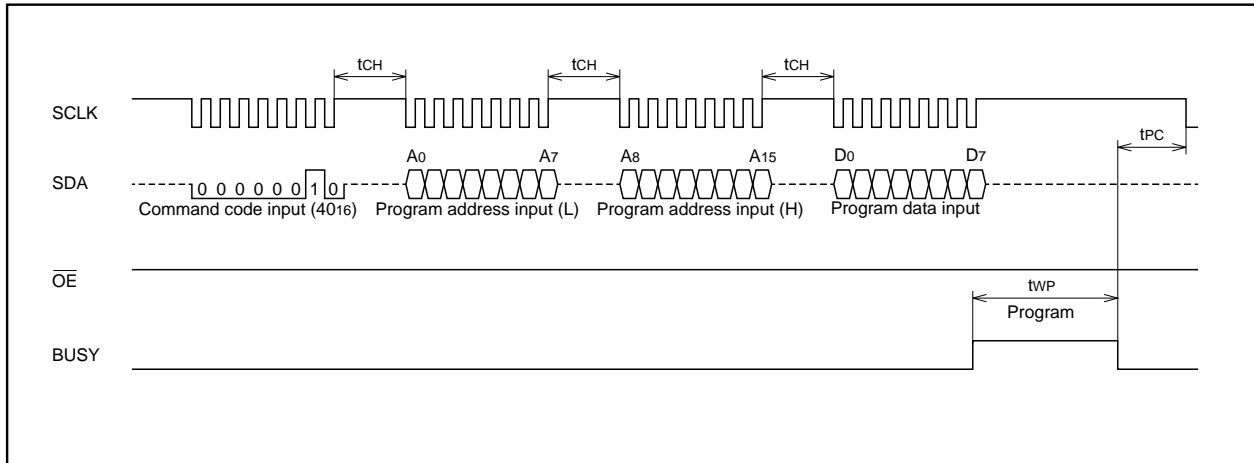 tCH tCH tCH
SCLK
tPC
A0 A7 A8 A15 D0 D7
SDA
0 0 0 0 0 0 1 0
Command code input (4016) Program address input (L) Program address input (H) Program data input
OE
tWP
Program
BUSY